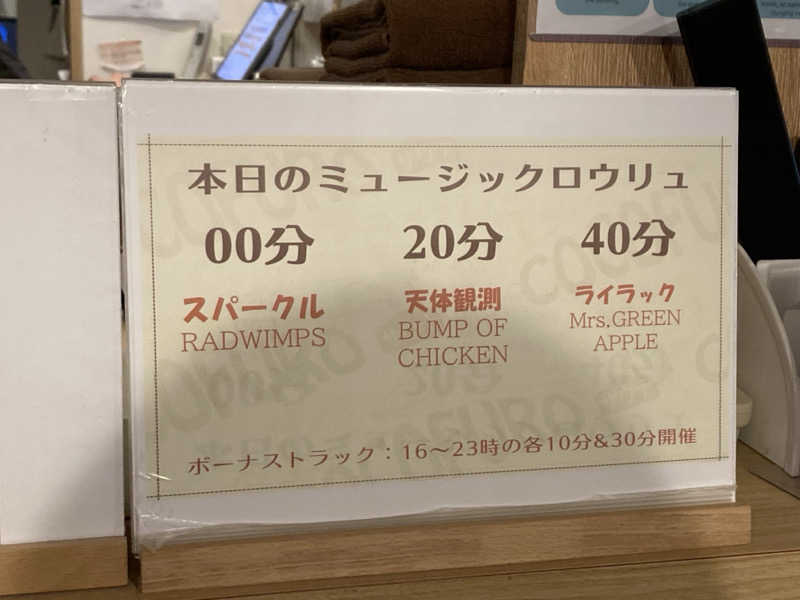 本日のミュージックロウリュ
00分 20分 40分
スパークル 天体観測 ライラック
RADWIMPS BUMP OF CHICKEN Mrs.GREEN APPLE
ボーナストラック：16〜23時の各10分&30分開催